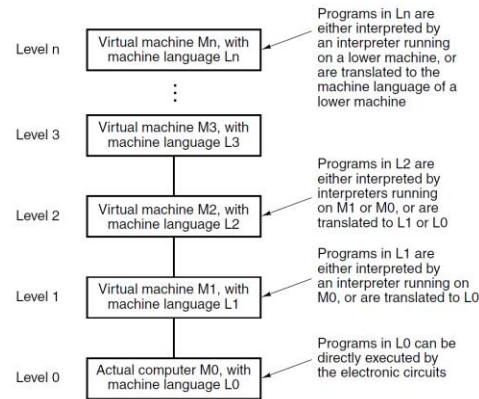 Level n
Virtual machine Mn, with
machine language Ln
Programs in Ln are
either interpreted by
an interpreter running
on a lower machine, or
are translated to the
machine language of a
lower machine
Level 3
Virtual machine M3, with
machine language L3
Level 2
Virtual machine M2, with
machine language L2
Programs in L2 are
either interpreted by
interpreters running
on M1 or M0, or are
translated to L1 or L0
Level 1
Virtual machine M1, with
machine language L1
Programs in L1 are
either interpreted by
an interpreter running on
M0, or are translated to L0
Level 0
Actual computer M0, with
machine language L0
Programs in L0 can be
directly executed by
the electronic circuits